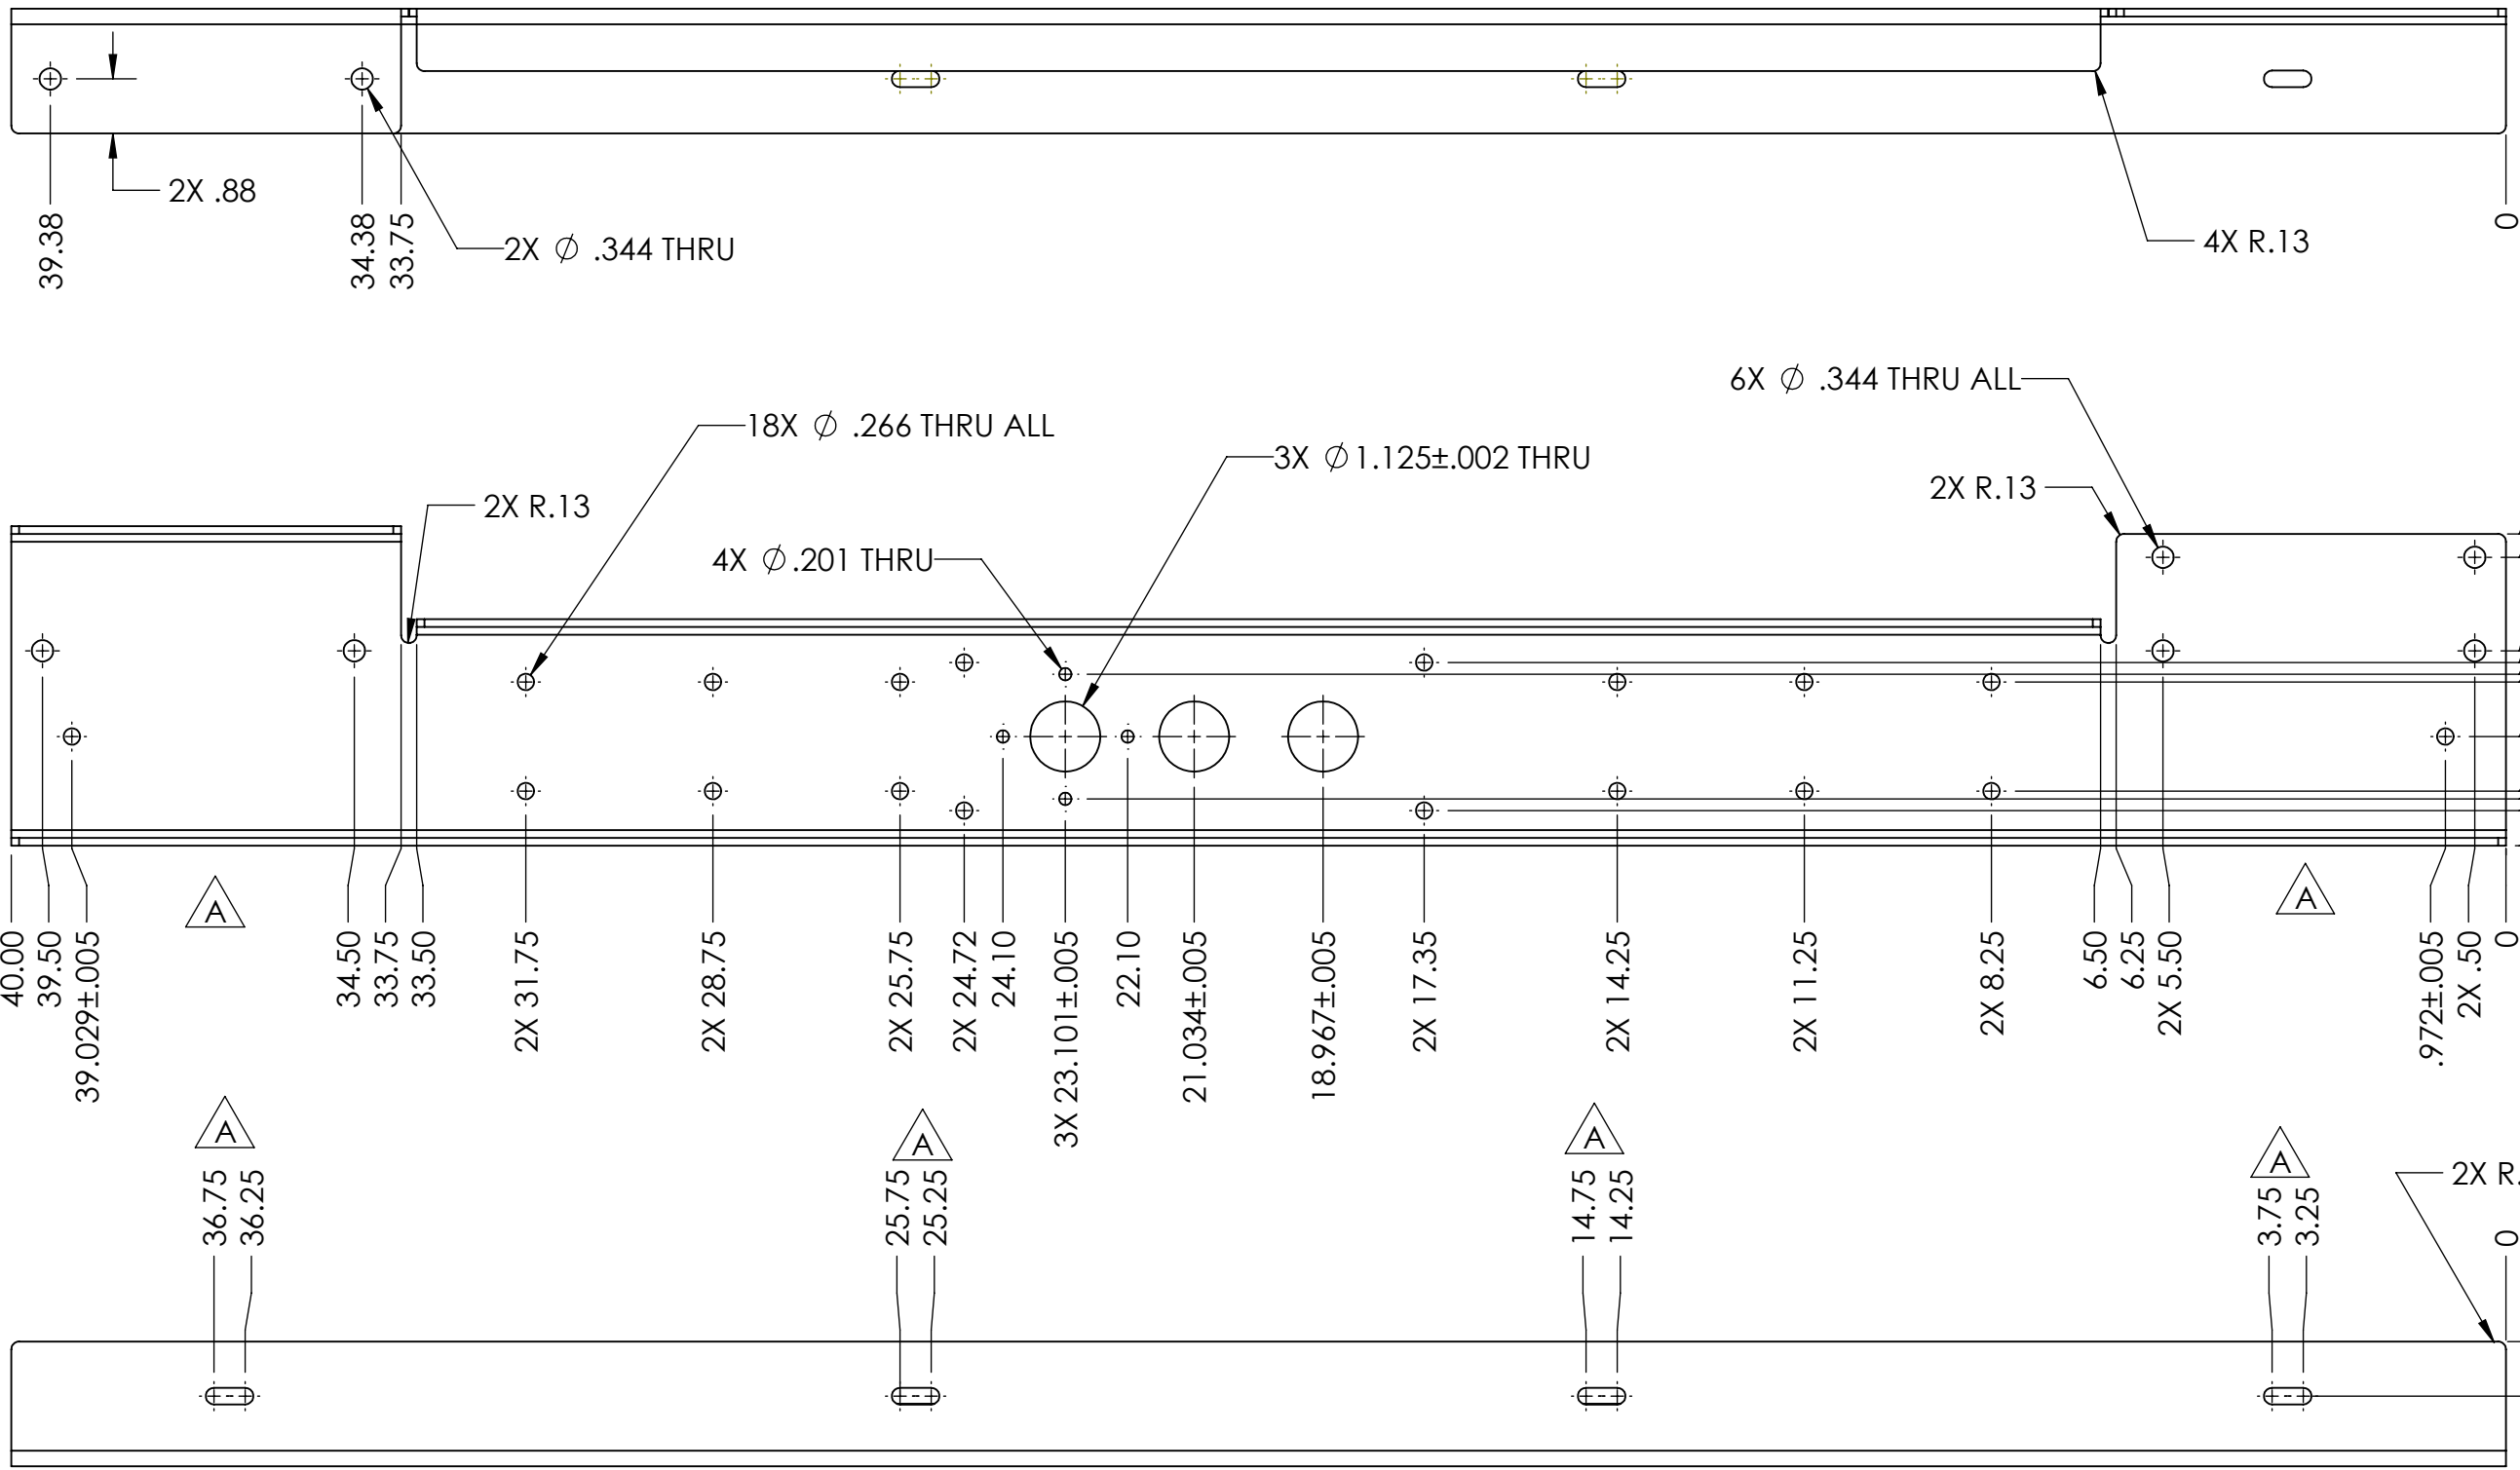 39.38
2X .88
34.38
33.75
2X ∅ .344 THRU
4X R.13
0
6X ∅ .344 THRU ALL
18X ∅ .266 THRU ALL
3X ∅ 1.125±.002 THRU
2X R.13
2X R.13
4X ∅ .201 THRU
A
A
40.00
39.50
39.029±.005
34.50
33.75
33.50
2X 31.75
2X 28.75
2X 25.75
2X 24.72
24.10
3X 23.101±.005
22.10
21.034±.005
18.967±.005
2X 17.35
2X 14.25
2X 11.25
2X 8.25
6.50
6.25
2X 5.50
.972±.005
2X .50
0
A
A
A
A
36.75
36.25
25.75
25.25
14.75
14.25
3.75
3.25
0
2X R.